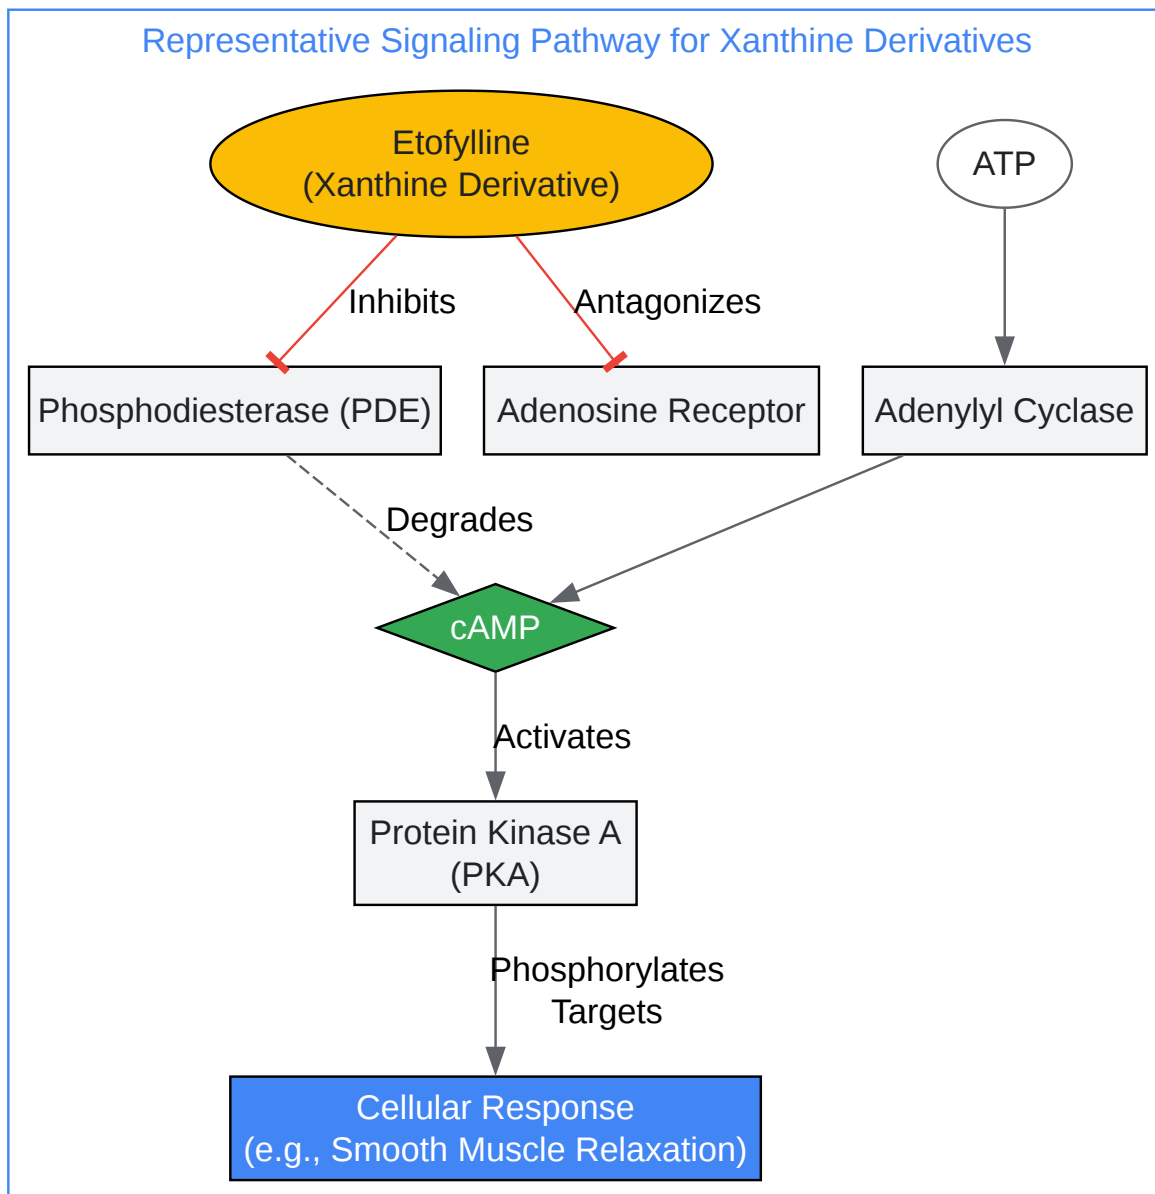 Representative Signaling Pathway for Xanthine Derivatives
Etofylline
(Xanthine Derivative)
ATP
Inhibits
Antagonizes
Phosphodiesterase (PDE)
Adenosine Receptor
Adenylyl Cyclase
Degrades
cAMP
Activates
Protein Kinase A
(PKA)
Phosphorylates
Targets
Cellular Response
(e.g., Smooth Muscle Relaxation)